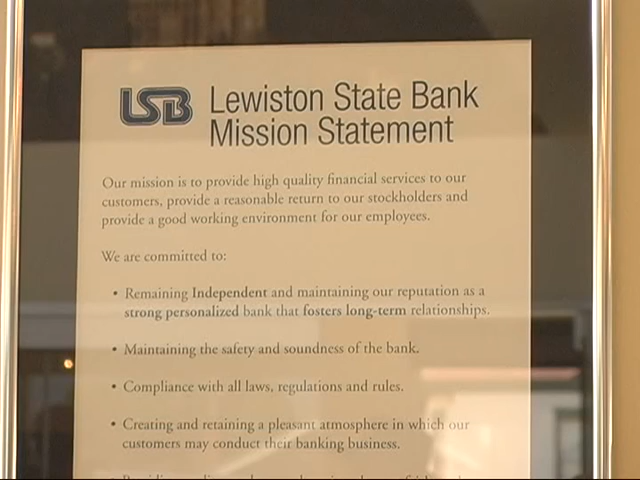 LSB Lewiston State Bank
Mission Statement
Our mission is to provide high quality financial services to our
customers, provide a reasonable return to our stockholders and
provide a good working environment for our employees.
We are committed to:
• Remaining Independent and maintaining our reputation as a
strong personalized bank that fosters long-term relationships.
• Maintaining the safety and soundness of the bank.
• Compliance with all laws, regulations and rules.
• Creating and retaining a pleasant atmosphere in which our
customers may conduct their banking business.